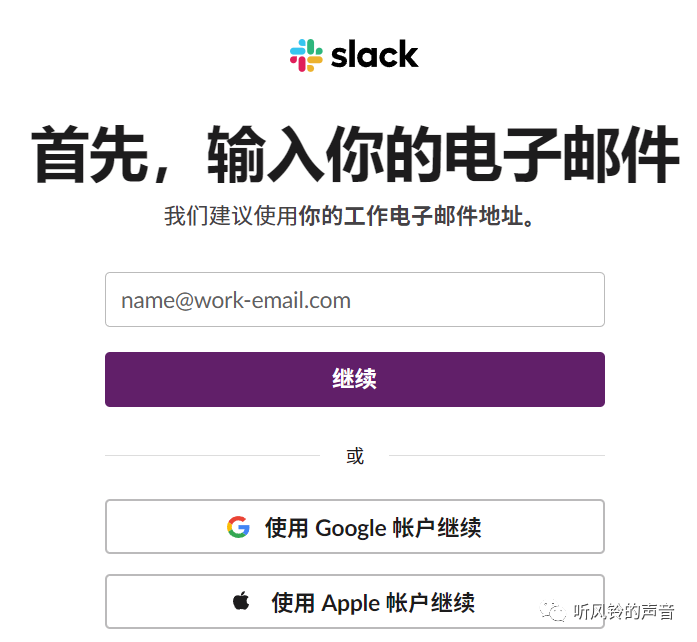 slack
首先，输入你的电子邮件
我们建议使用你的工作电子邮件地址。
name@work-email.com
继续
或
使用 Google 帐户继续
使用 Apple 帐户继续
听风铃的声音